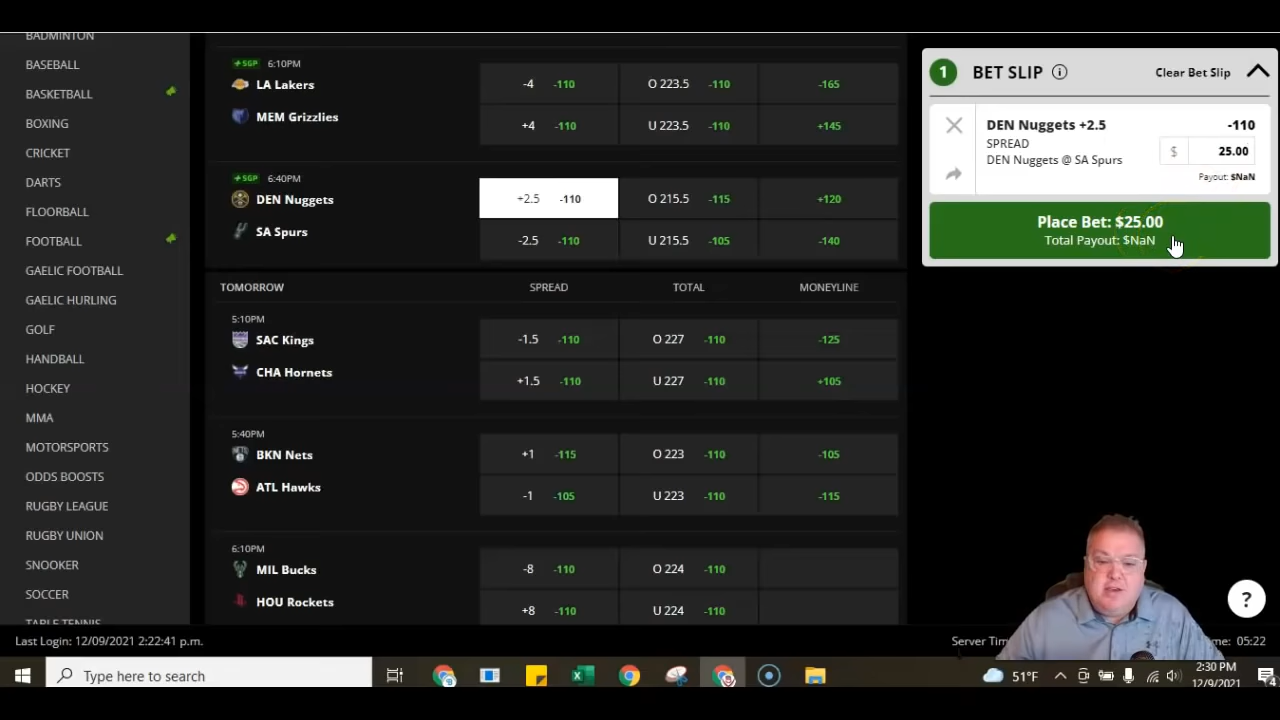 BADMINTON
BASEBALL
BASKETBALL
BOXING
CRICKET
DARTS
FLOORBALL
FOOTBALL
GAELIC FOOTBALL
GAELIC HURLING
GOLF
HANDBALL
HOCKEY
MMA
MOTORSPORTS
ODDS BOOSTS
RUGBY LEAGUE
RUGBY UNION
SNOOKER
SOCCER
TABLE TENNIS
+SGP 6:10PM
LA Lakers -4 -110 O 223.5 -110 -165
MEM Grizzlies +4 -110 U 223.5 -110 +145
+SGP 6:40PM
DEN Nuggets +2.5 -110 O 215.5 -115 +120
SA Spurs -2.5 -110 U 215.5 -105 -140
TOMORROW SPREAD TOTAL MONEYLINE
5:10PM
SAC Kings -1.5 -110 O 227 -110 -125
CHA Hornets +1.5 -110 U 227 -110 +105
5:40PM
BKN Nets +1 -115 O 223 -110 -105
ATL Hawks -1 -105 U 223 -110 -115
6:10PM
MIL Bucks -8 -110 O 224 -110
HOU Rockets +8 -110 U 224 -110
1 BET SLIP i Clear Bet Slip
DEN Nuggets +2.5 -110
SPREAD $ 25.00
DEN Nuggets @ SA Spurs
Payout: $NaN
Place Bet: $25.00
Total Payout: $NaN
?
Last Login: 12/09/2021 2:22:41 p.m. Server Tim me: 05:22
Type here to search 51°F 2:30 PM
12/9/2021
4